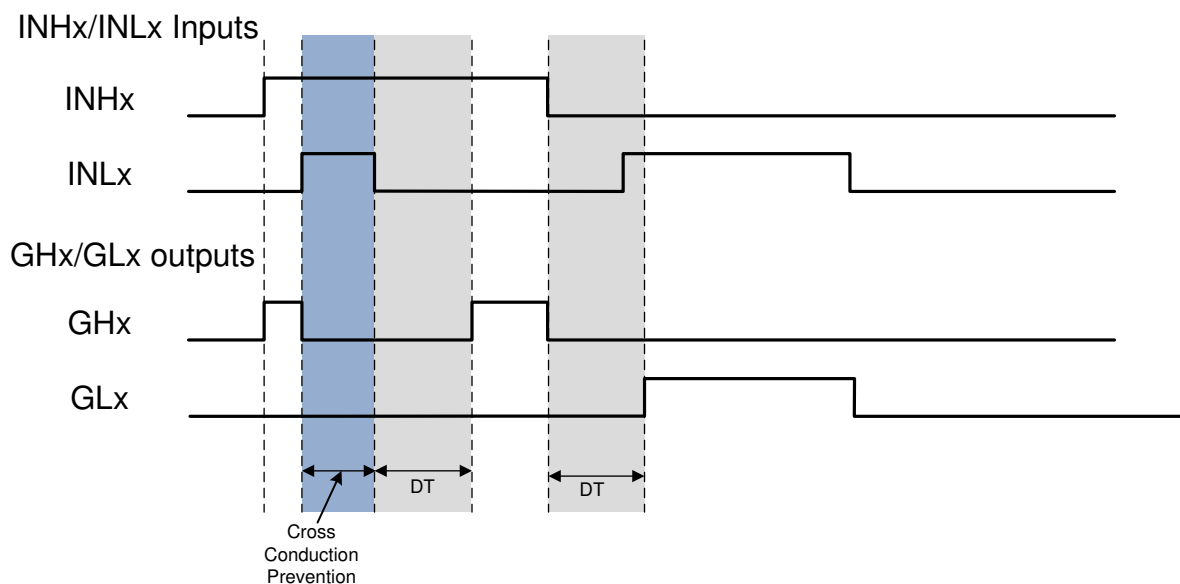 INHx/INLx Inputs
INHx
INLx
GHx/GLx outputs
GHx
GLx
DT
DT
Cross
Conduction
Prevention